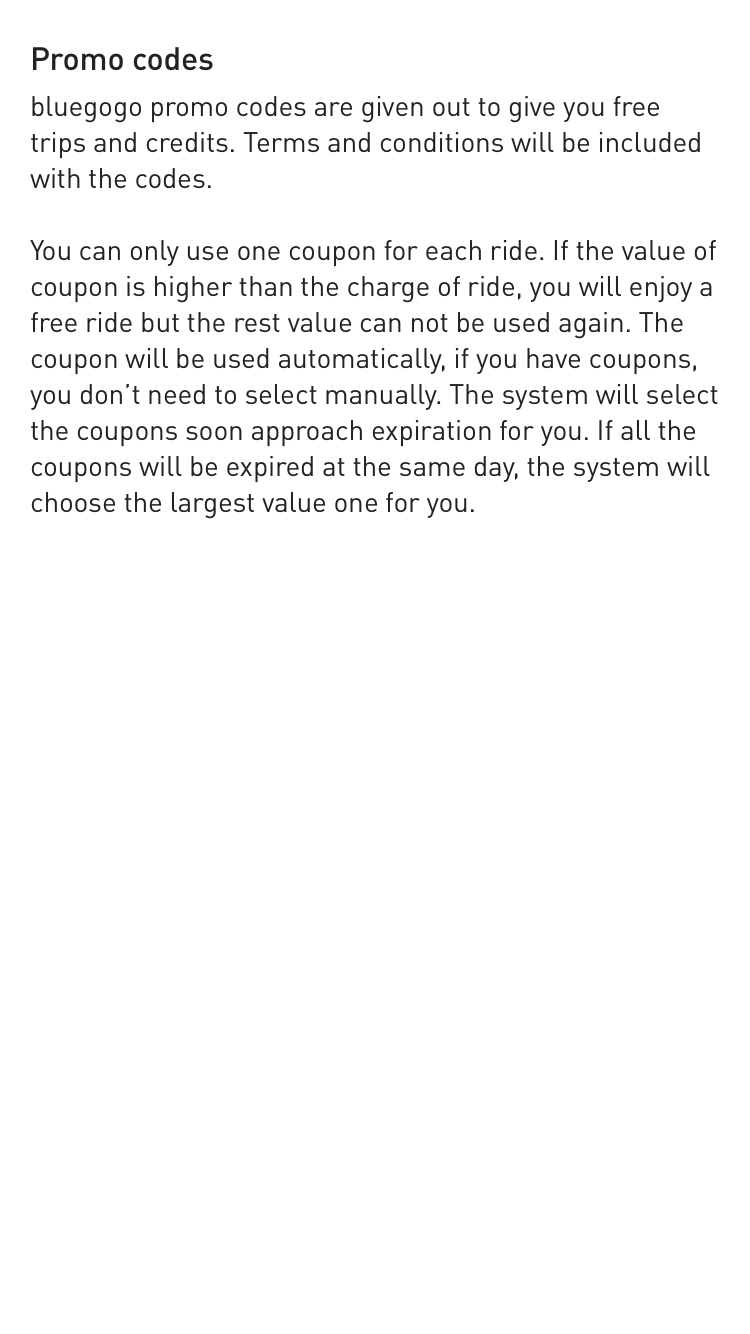 Promo codes
bluegogo promo codes are given out to give you free
trips and credits. Terms and conditions will be included
with the codes.
You can only use one coupon for each ride. If the value of
coupon is higher than the charge of ride, you will enjoy a
free ride but the rest value can not be used again. The
coupon will be used automatically, if you have coupons,
you don’t need to select manually. The system will select
the coupons soon approach expiration for you. If all the
coupons will be expired at the same day, the system will
choose the largest value one for you.